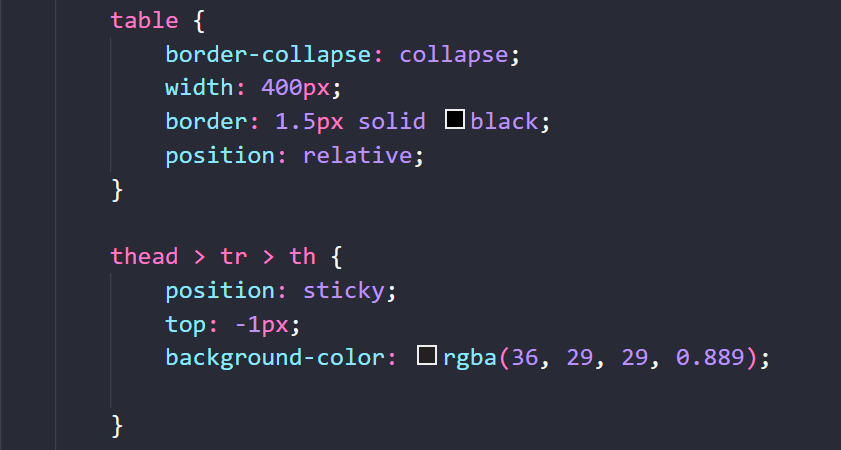 table {
    border-collapse: collapse;
    width: 400px;
    border: 1.5px solid black;
    position: relative;
}
thead > tr > th {
    position: sticky;
    top: -1px;
    background-color: rgba(36, 29, 29, 0.889);
}